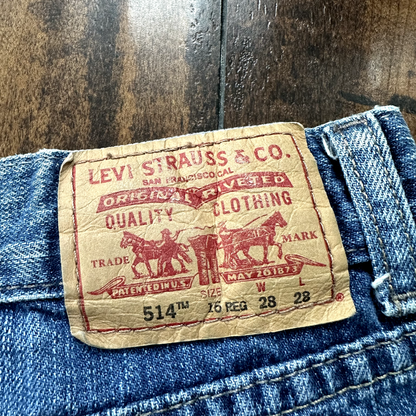 LEVI STRAUSS & CO.
SAN FRANCISCO CAL
ORIGINAL RIVETED
QUALITY CLOTHING
TRADE MARK
PATENTED IN U.S. MAY 20 1873
SIZE W L
514™ 16 REG 28 28
®